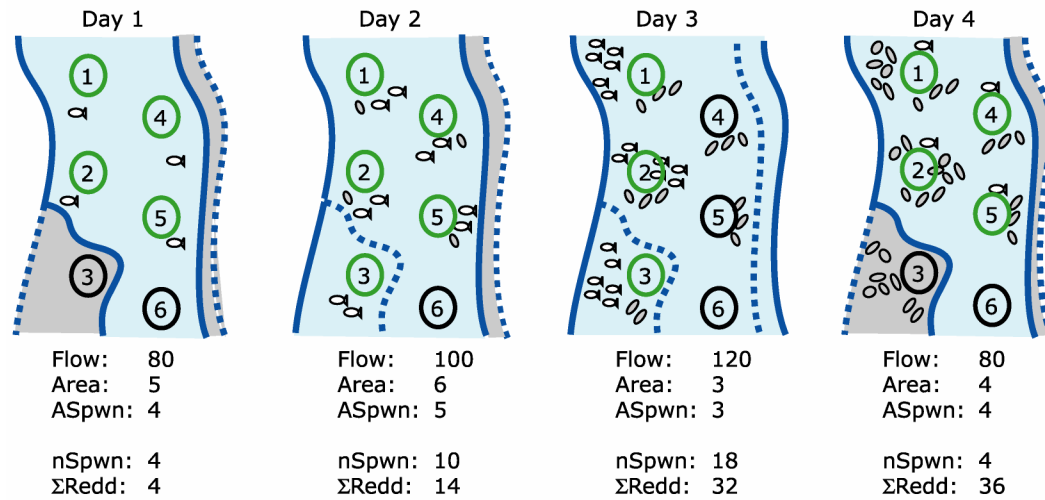 Day 1 Day 2 Day 3 Day 4
1 1 1 1
4 4 4 4
2 2 2 2
5 5 5 5
3 3 3 3
6 6 6 6
Flow: 80 Flow: 100 Flow: 120 Flow: 80
Area: 5 Area: 6 Area: 3 Area: 4
ASpwn: 4 ASpwn: 5 ASpwn: 3 ASpwn: 4
nSpwn: 4 nSpwn: 10 nSpwn: 18 nSpwn: 4
ΣRedd: 4 ΣRedd: 14 ΣRedd: 32 ΣRedd: 36